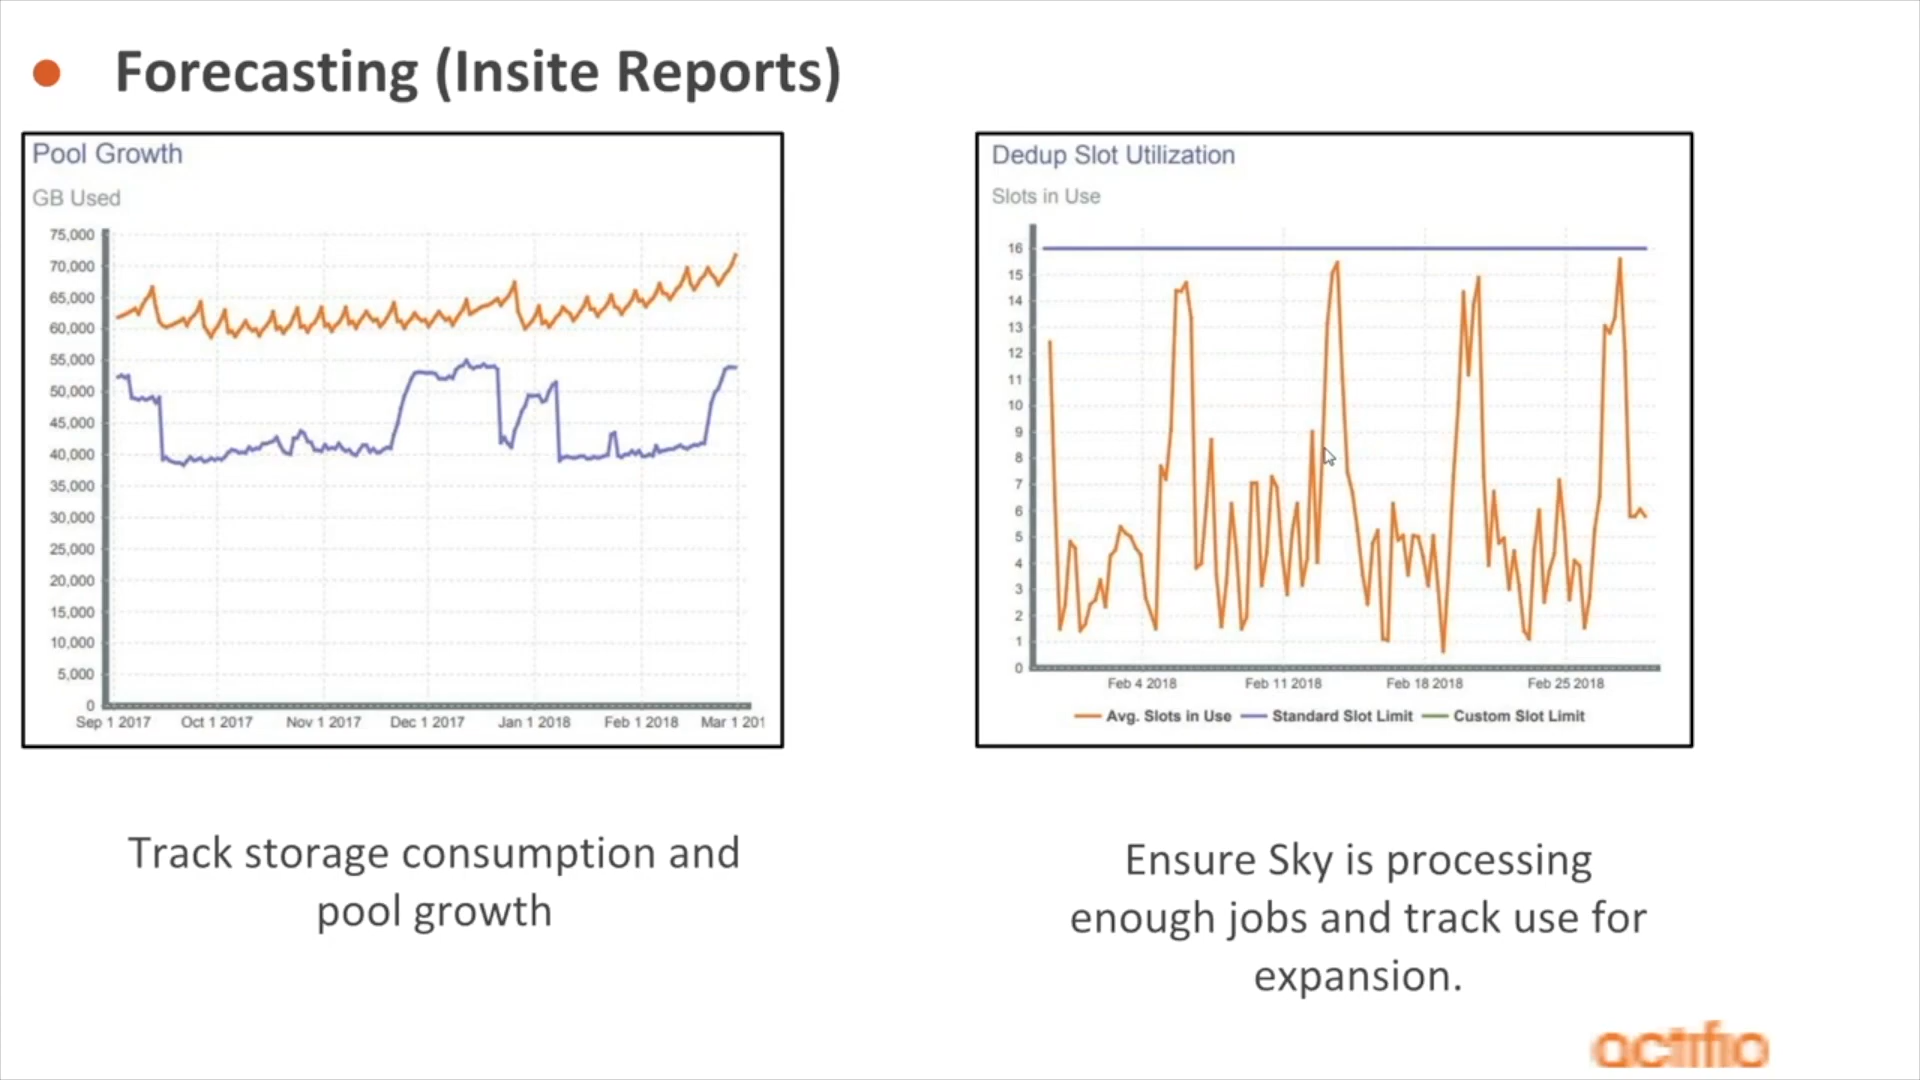 ● Forecasting (Insite Reports)
Pool Growth
GB Used
75,000
70,000
65,000
60,000
55,000
50,000
45,000
40,000
35,000
30,000
25,000
20,000
15,000
10,000
5,000
0
Sep 1 2017 Oct 1 2017 Nov 1 2017 Dec 1 2017 Jan 1 2018 Feb 1 2018 Mar 1 201
Dedup Slot Utilization
Slots in Use
16
15
14
13
12
11
10
9
8
7
6
5
4
3
2
1
0
Feb 4 2018 Feb 11 2018 Feb 18 2018 Feb 25 2018
Avg. Slots in Use Standard Slot Limit Custom Slot Limit
Track storage consumption and
pool growth
Ensure Sky is processing
enough jobs and track use for
expansion.
actifio